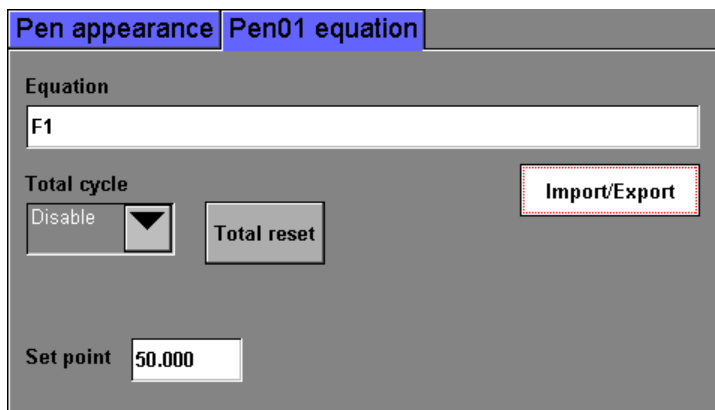 Pen appearance Pen01 equation
Equation
F1
Total cycle
Import/Export
Disable
Total reset
Set point 50.000